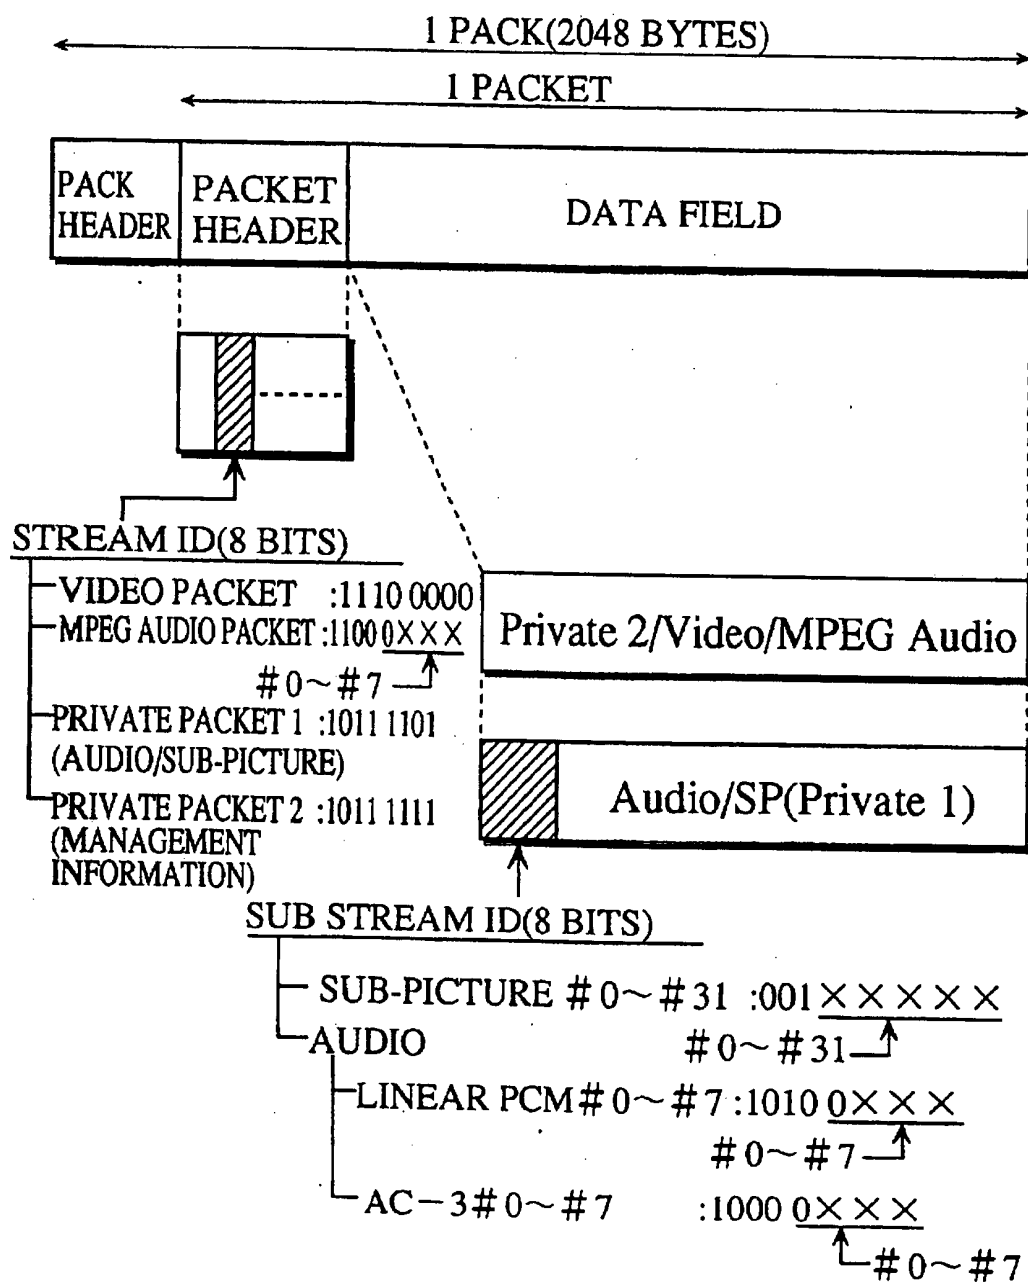 1 PACK(2048 BYTES)
1 PACKET
PACK HEADER
PACKET HEADER
DATA FIELD
STREAM ID(8 BITS)
VIDEO PACKET :1110 0000
MPEG AUDIO PACKET :1100 0×××
#0~#7
PRIVATE PACKET 1 :1011 1101
(AUDIO/SUB-PICTURE)
PRIVATE PACKET 2 :1011 1111
(MANAGEMENT
INFORMATION)
Private 2/Video/MPEG Audio
Audio/SP(Private 1)
SUB STREAM ID(8 BITS)
SUB-PICTURE #0~#31 :001×××××
#0~#31
AUDIO
LINEAR PCM#0~#7 :1010 0×××
#0~#7
AC-3#0~#7 :1000 0×××
#0~#7